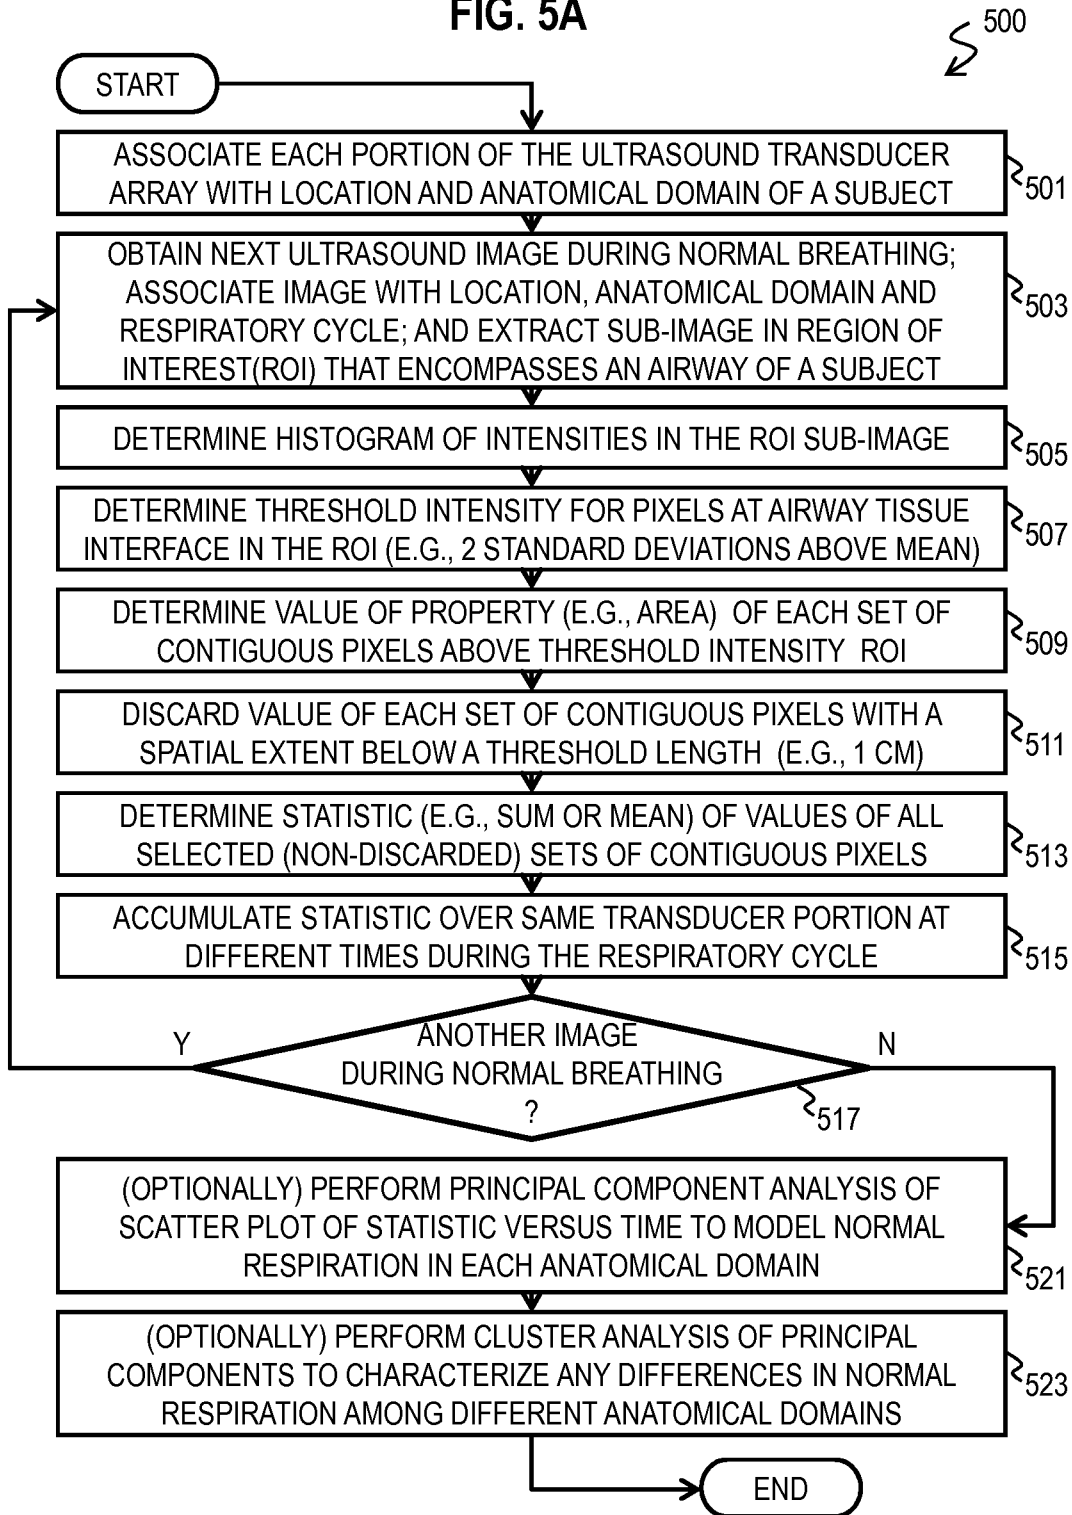 FIG. 5A
500
START
ASSOCIATE EACH PORTION OF THE ULTRASOUND TRANSDUCER
ARRAY WITH LOCATION AND ANATOMICAL DOMAIN OF A SUBJECT
501
OBTAIN NEXT ULTRASOUND IMAGE DURING NORMAL BREATHING;
ASSOCIATE IMAGE WITH LOCATION, ANATOMICAL DOMAIN AND
RESPIRATORY CYCLE; AND EXTRACT SUB-IMAGE IN REGION OF
INTEREST(ROI) THAT ENCOMPASSES AN AIRWAY OF A SUBJECT
503
DETERMINE HISTOGRAM OF INTENSITIES IN THE ROI SUB-IMAGE
505
DETERMINE THRESHOLD INTENSITY FOR PIXELS AT AIRWAY TISSUE
INTERFACE IN THE ROI (E.G., 2 STANDARD DEVIATIONS ABOVE MEAN)
507
DETERMINE VALUE OF PROPERTY (E.G., AREA) OF EACH SET OF
CONTIGUOUS PIXELS ABOVE THRESHOLD INTENSITY ROI
509
DISCARD VALUE OF EACH SET OF CONTIGUOUS PIXELS WITH A
SPATIAL EXTENT BELOW A THRESHOLD LENGTH (E.G., 1 CM)
511
DETERMINE STATISTIC (E.G., SUM OR MEAN) OF VALUES OF ALL
SELECTED (NON-DISCARDED) SETS OF CONTIGUOUS PIXELS
513
ACCUMULATE STATISTIC OVER SAME TRANSDUCER PORTION AT
DIFFERENT TIMES DURING THE RESPIRATORY CYCLE
515
Y
ANOTHER IMAGE
DURING NORMAL BREATHING
?
N
517
(OPTIONALLY) PERFORM PRINCIPAL COMPONENT ANALYSIS OF
SCATTER PLOT OF STATISTIC VERSUS TIME TO MODEL NORMAL
RESPIRATION IN EACH ANATOMICAL DOMAIN
521
(OPTIONALLY) PERFORM CLUSTER ANALYSIS OF PRINCIPAL
COMPONENTS TO CHARACTERIZE ANY DIFFERENCES IN NORMAL
RESPIRATION AMONG DIFFERENT ANATOMICAL DOMAINS
523
END